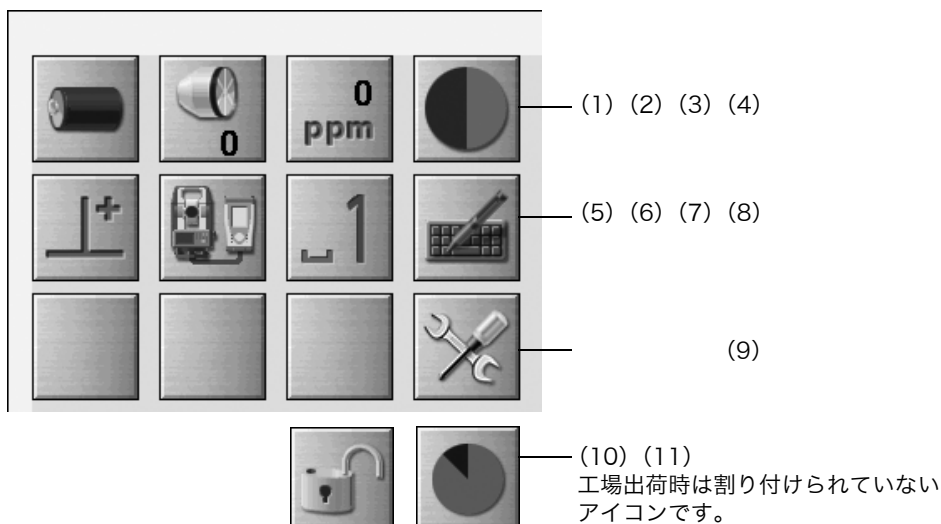 0
0
ppm
(1)(2)(3)(4)
1
(5)(6)(7)(8)
(9)
(10)(11)
工場出荷時は割り付けられていない
アイコンです。